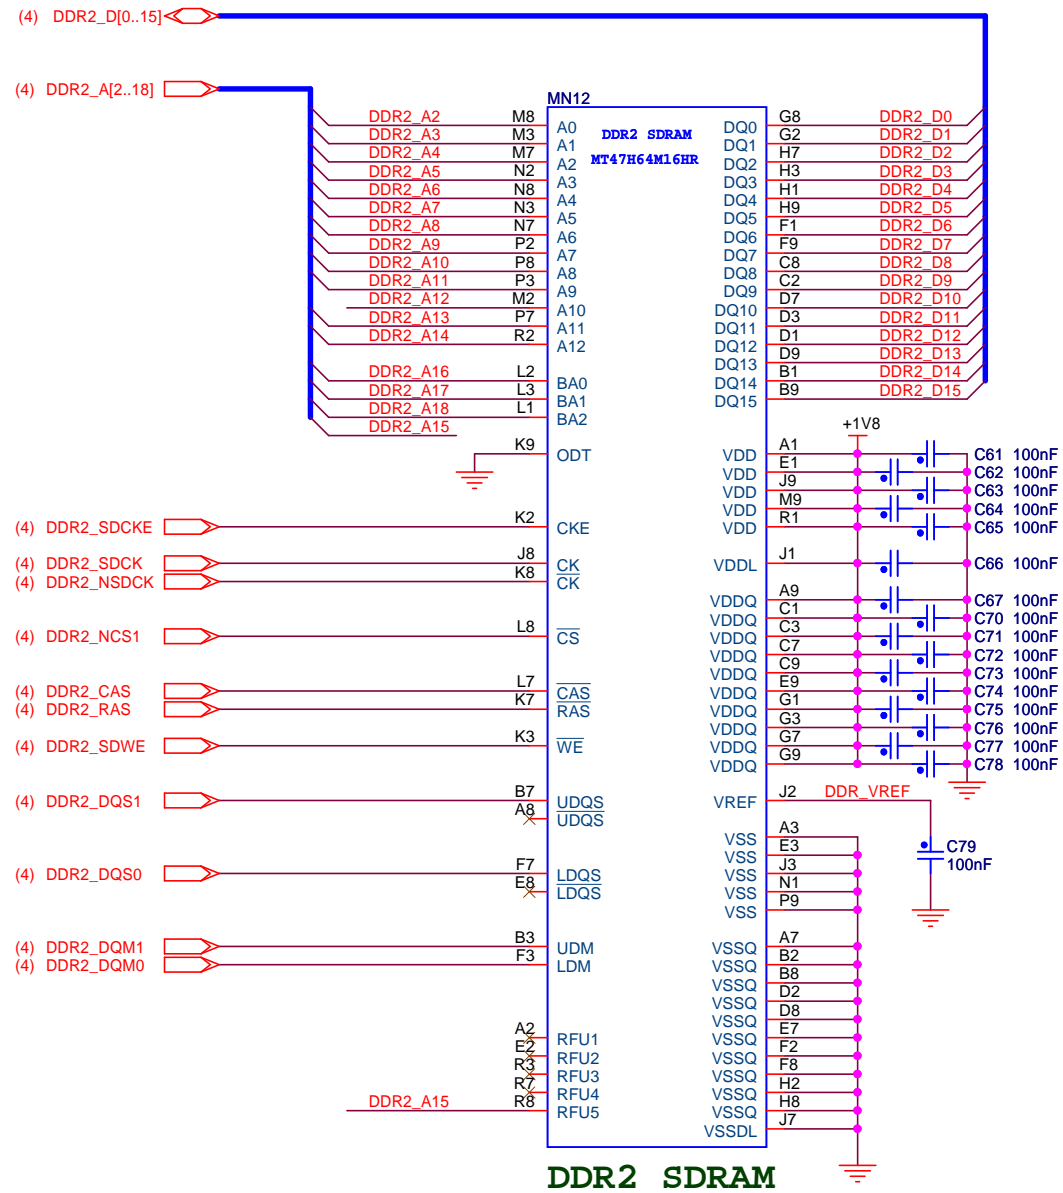 (4) DDR2_D[0..15]
(4) DDR2_A[2..18]
MN12
DDR2 SDRAM
MT47H64M16HR
DDR2_A2 M8 A0 DQ0 G8 DDR2_D0
DDR2_A3 M3 A1 DQ1 G2 DDR2_D1
DDR2_A4 M7 A2 DQ2 H7 DDR2_D2
DDR2_A5 N2 A3 DQ3 H3 DDR2_D3
DDR2_A6 N8 A4 DQ4 H1 DDR2_D4
DDR2_A7 N3 A5 DQ5 H9 DDR2_D5
DDR2_A8 N7 A6 DQ6 F1 DDR2_D6
DDR2_A9 P2 A7 DQ7 F9 DDR2_D7
DDR2_A10 P8 A8 DQ8 C8 DDR2_D8
DDR2_A11 P3 A9 DQ9 C2 DDR2_D9
DDR2_A12 M2 A10 DQ10 D7 DDR2_D10
DDR2_A13 P7 A11 DQ11 D3 DDR2_D11
DDR2_A14 R2 A12 DQ12 D1 DDR2_D12
DQ13 D9 DDR2_D13
DDR2_A16 L2 BA0 DQ14 B1 DDR2_D14
DDR2_A17 L3 BA1 DQ15 B9 DDR2_D15
DDR2_A18 L1 BA2
DDR2_A15
+1V8
K9 ODT VDD A1 C61 100nF
VDD E1 C62 100nF
VDD J9 C63 100nF
VDD M9 C64 100nF
(4) DDR2_SDCKE K2 CKE VDD R1 C65 100nF
(4) DDR2_SDCK J8 CK VDDL J1 C66 100nF
(4) DDR2_NSDCK K8 CK
VDDQ A9 C67 100nF
VDDQ C1 C70 100nF
(4) DDR2_NCS1 L8 CS VDDQ C3 C71 100nF
VDDQ C7 C72 100nF
VDDQ C9 C73 100nF
(4) DDR2_CAS L7 CAS VDDQ E9 C74 100nF
(4) DDR2_RAS K7 RAS VDDQ G1 C75 100nF
VDDQ G3 C76 100nF
(4) DDR2_SDWE K3 WE VDDQ G7 C77 100nF
VDDQ G9 C78 100nF
(4) DDR2_DQS1 B7 UDQS VREF J2 DDR_VREF
A8 UDQS
VSS A3
VSS E3 C79
100nF
(4) DDR2_DQS0 F7 LDQS VSS J3
E8 LDQS VSS N1
VSS P9
(4) DDR2_DQM1 B3 UDM VSSQ A7
(4) DDR2_DQM0 F3 LDM VSSQ B2
VSSQ B8
VSSQ D2
VSSQ D8
A2 RFU1 VSSQ E7
E2 RFU2 VSSQ F2
R3 RFU3 VSSQ F8
R7 RFU4 VSSQ H2
DDR2_A15 R8 RFU5 VSSQ H8
VSSDL J7
DDR2 SDRAM